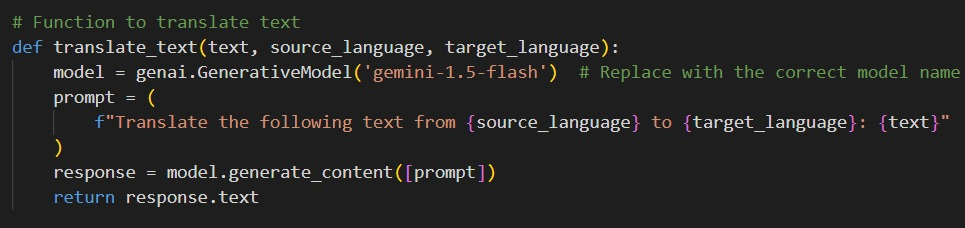 # Function to translate text
def translate_text(text, source_language, target_language):
    model = genai.GenerativeModel('gemini-1.5-flash')  # Replace with the correct model name
    prompt = (
        f"Translate the following text from {source_language} to {target_language}: {text}"
    )
    response = model.generate_content([prompt])
    return response.text